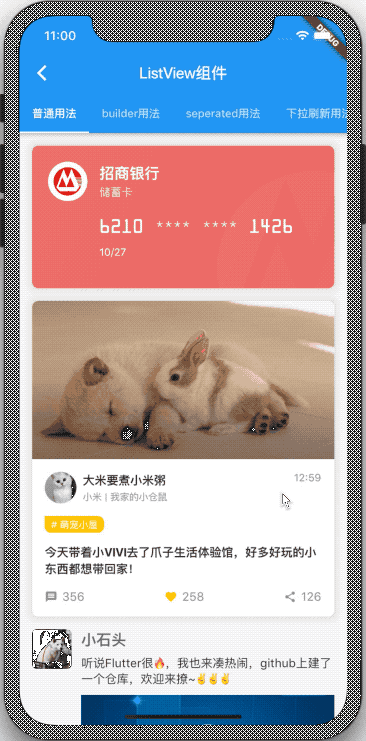 11:00
DEBUG
ListView组件
普通用法 builder用法 seperated用法 下拉刷新用法
招商银行
储蓄卡
6210 **** **** 1426
10/27
大米要煮小米粥 12:59
小米 | 我家的小仓鼠
# 萌宠小屋
今天带着小VIVI去了爪子生活体验馆，好多好玩的小
东西都想带回家！
356 258 126
小石头
听说Flutter很🔥，我也来凑热闹，github上建了
一个仓库，欢迎来撩~✌✌✌